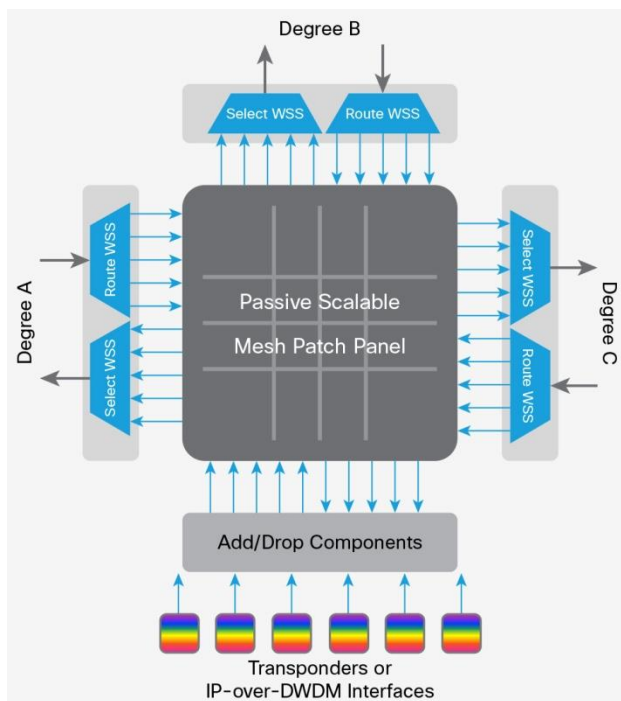 Degree B
Select WSS
Route WSS
Degree A
Route WSS
Select WSS
Passive Scalable
Mesh Patch Panel
Select WSS
Route WSS
Degree C
Add/Drop Components
Transponders or
IP-over-DWDM Interfaces